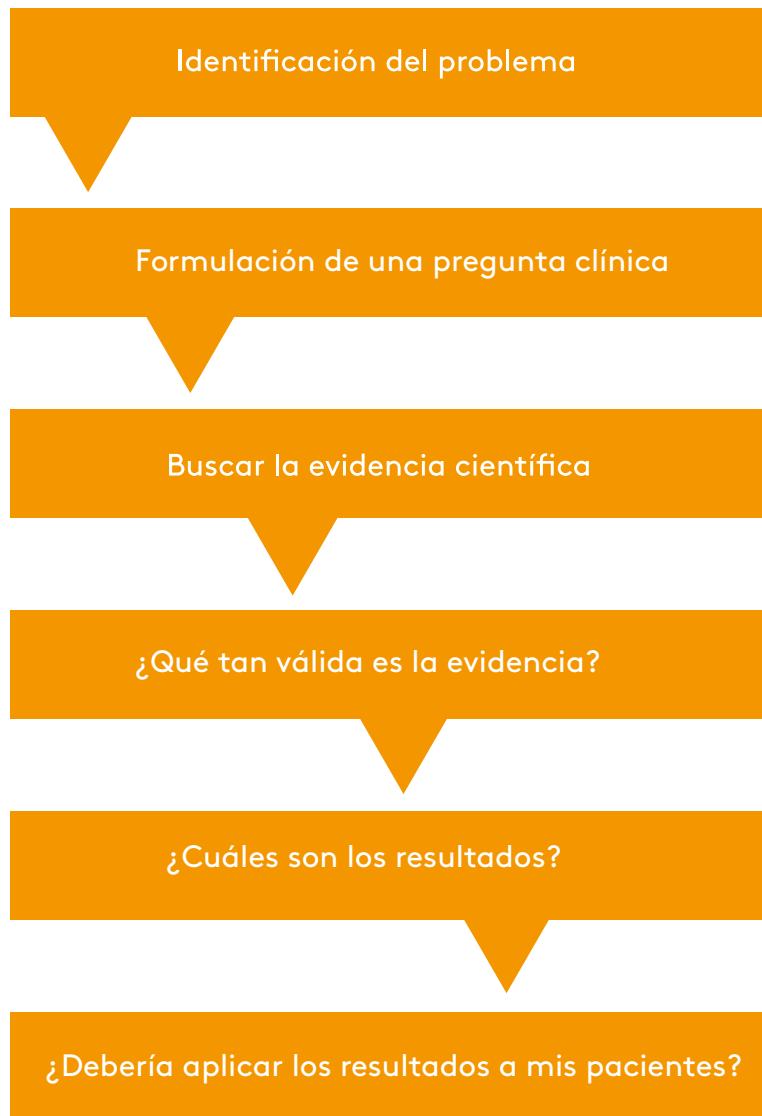 Identificación del problema
Formulación de una pregunta clínica
Buscar la evidencia científica
¿Qué tan válida es la evidencia?
¿Cuáles son los resultados?
¿Debería aplicar los resultados a mis pacientes?